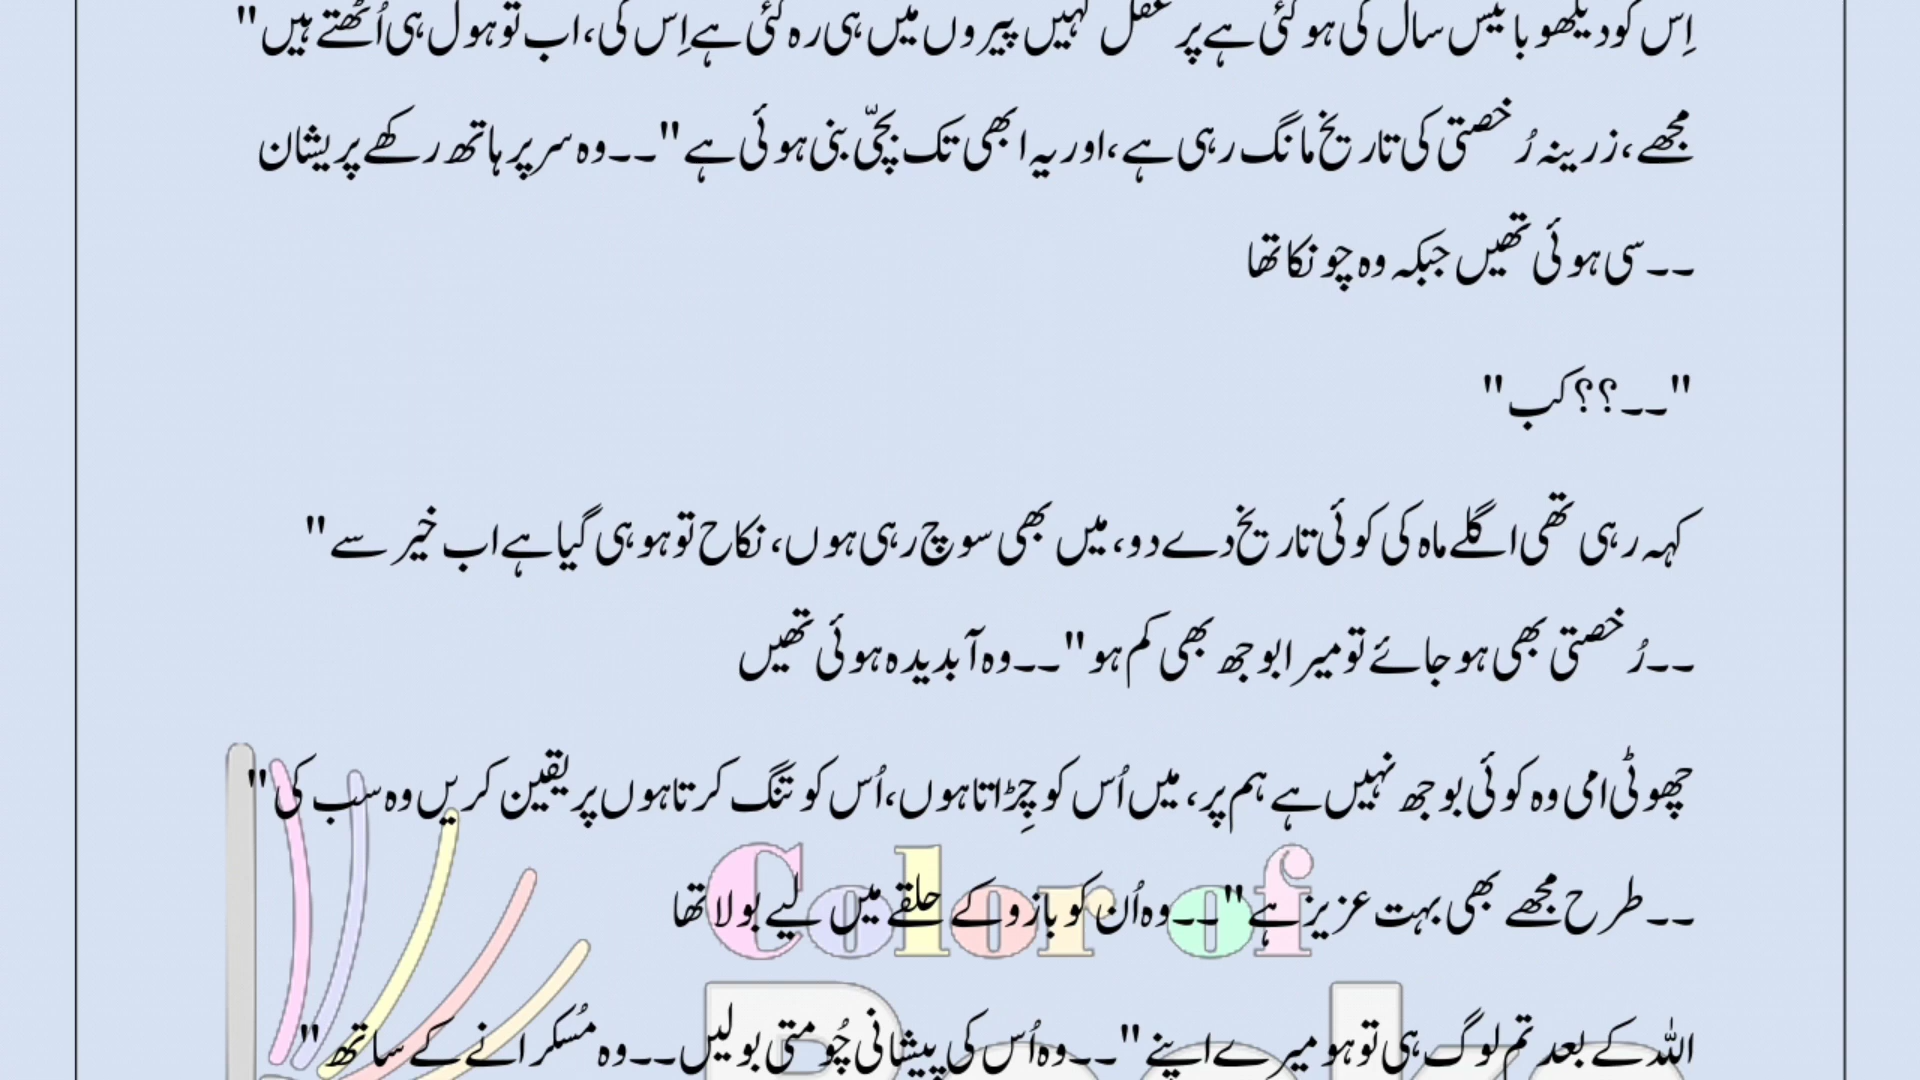 اِس کو دیکھو بائیس سال کی ہو گئی ہے پر عقل کہیں پیروں میں ہی رہ گئی ہے اِس کی، اب تو ہول ہی اُٹھتے ہیں"
مجھے، زرینہ رُخصتی کی تاریخ مانگ رہی ہے، اور یہ ابھی تک بچّی بنی ہوئی ہے"۔۔وہ سر پر ہاتھ رکھے پریشان
۔۔سی ہوئی تھیں جبکہ وہ چونکا تھا
"۔۔؟؟کب"
کہہ رہی تھی اگلے ماہ کی کوئی تاریخ دے دو، میں بھی سوچ رہی ہوں، نکاح تو ہو ہی گیا ہے اب خیر سے"
۔۔رُخصتی بھی ہو جائے تو میرا بوجھ بھی کم ہو"۔۔وہ آبدیدہ ہوئی تھیں
چھوٹی امی وہ کوئی بوجھ نہیں ہے ہم پر، میں اُس کو چِڑاتا ہوں، اُس کو تنگ کرتا ہوں پر یقین کریں وہ سب کی"
۔۔طرح مجھے بھی بہت عزیز ہے"۔۔وہ اُن کو بازو کے حلقے میں لیے بولا تھا
Color of
اللہ کے بعد تم لوگ ہی تو ہو میرے اپنے"۔۔وہ اُس کی پیشانی چُومتی بولیں۔۔وہ مُسکرانے کے ساتھ"